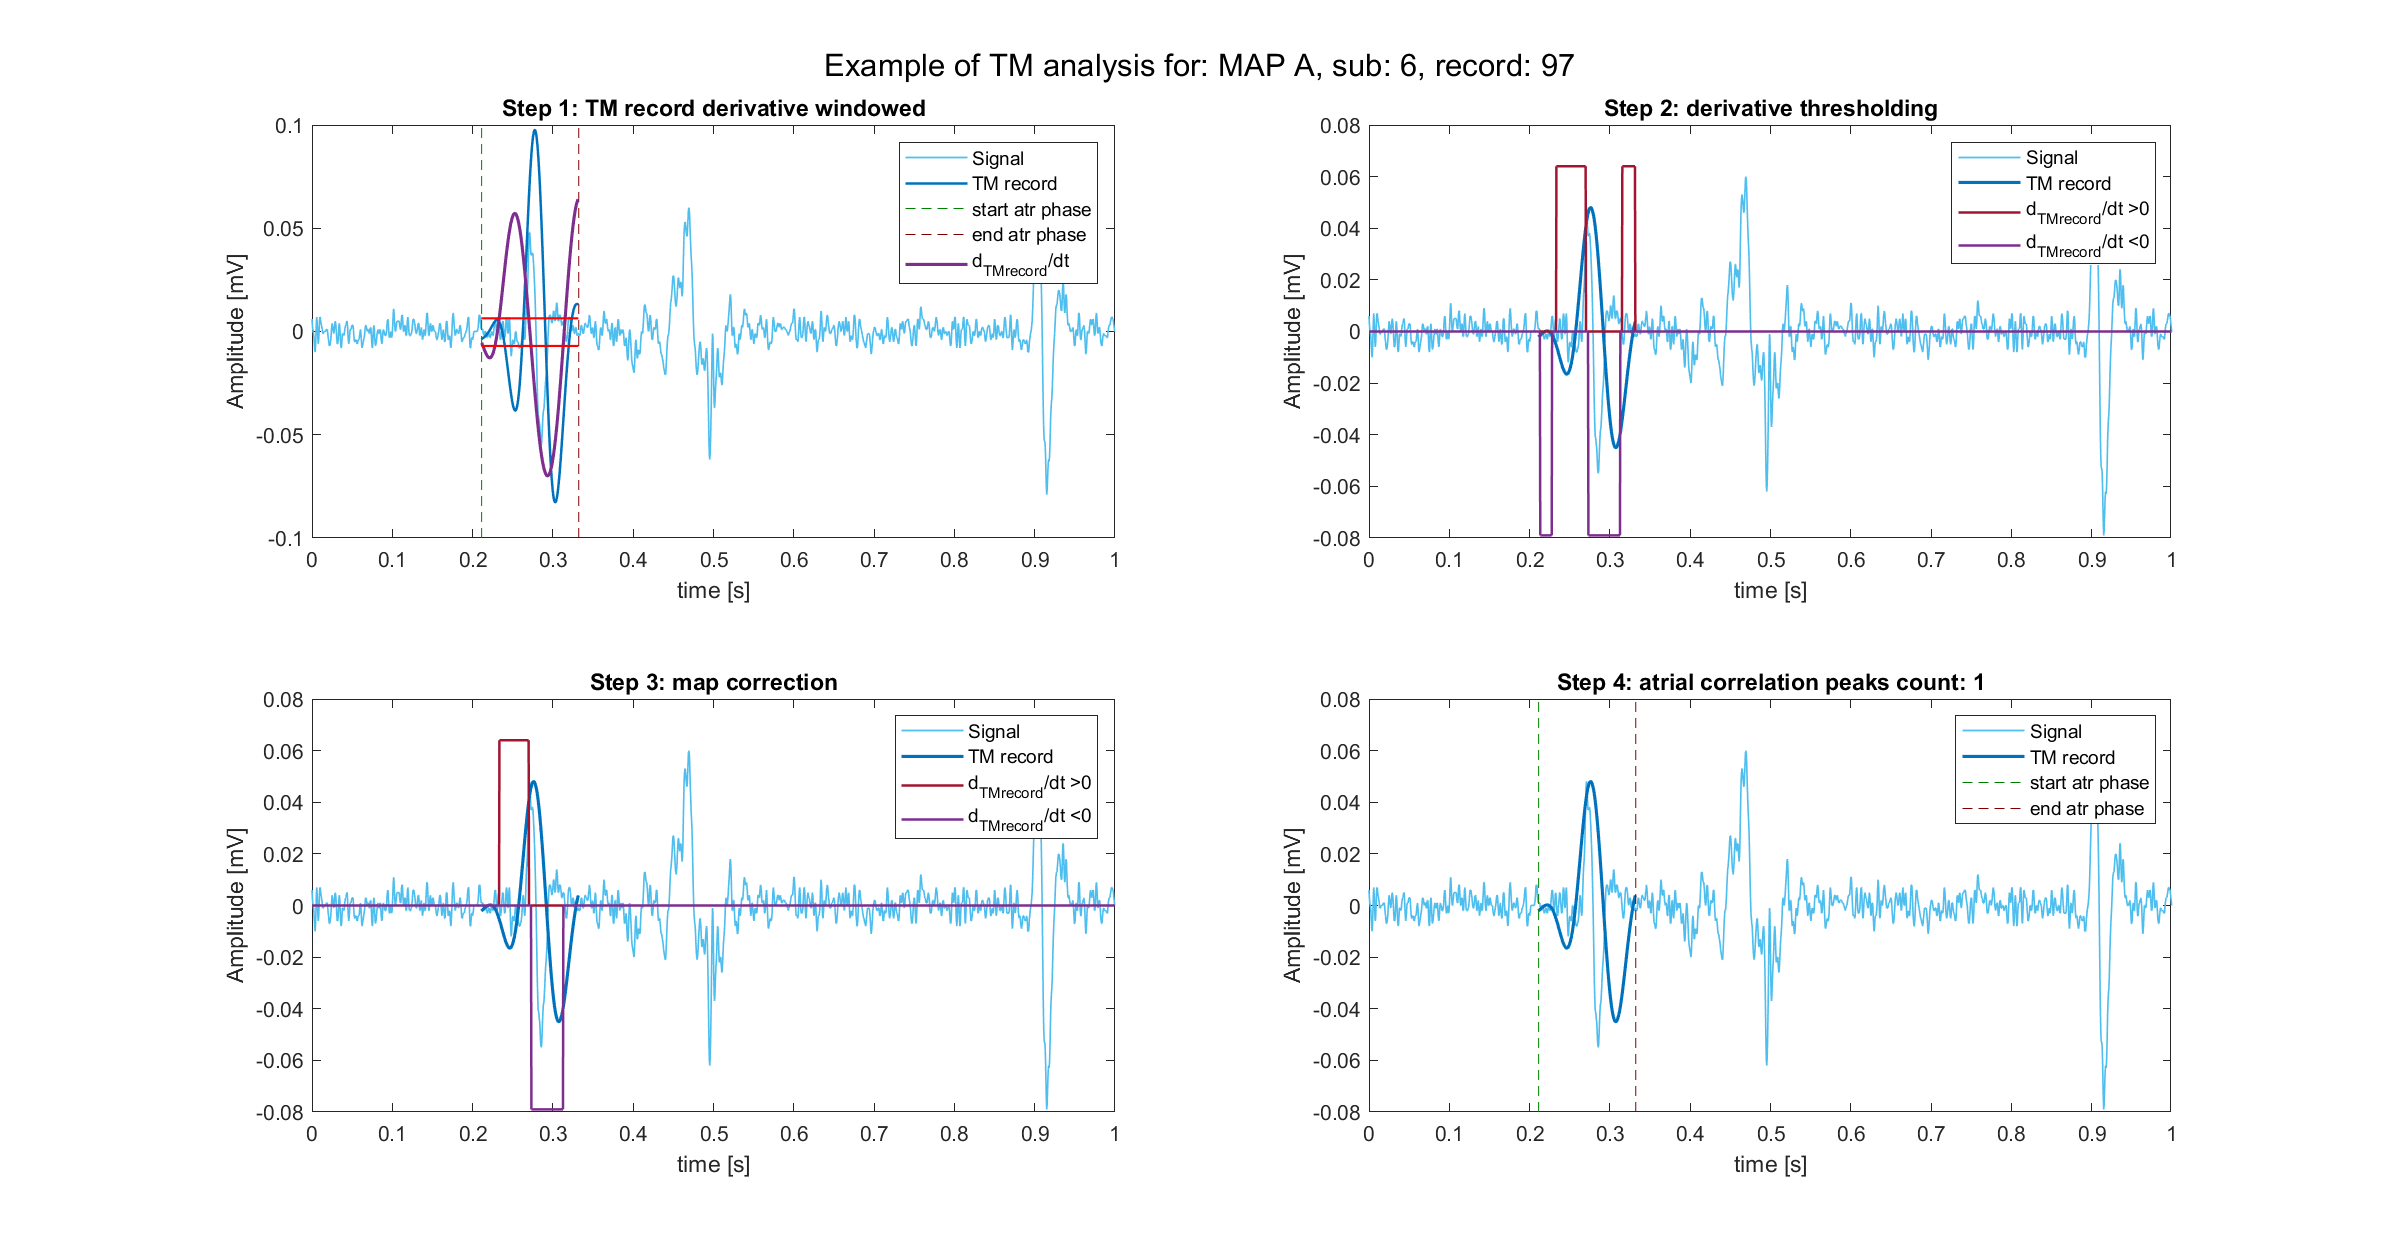 Example of TM analysis for: MAP A, sub: 6, record: 97
Step 1: TM record derivative windowed
0.1
0.05
0
-0.05
-0.1
Amplitude [mV]
0 0.1 0.2 0.3 0.4 0.5 0.6 0.7 0.8 0.9 1
time [s]
Signal
TM record
start atr phase
end atr phase
dTMrecord/dt
Step 2: derivative thresholding
0.08
0.06
0.04
0.02
0
-0.02
-0.04
-0.06
-0.08
Amplitude [mV]
0 0.1 0.2 0.3 0.4 0.5 0.6 0.7 0.8 0.9 1
time [s]
Signal
TM record
dTMrecord/dt >0
dTMrecord/dt <0
Step 3: map correction
0.08
0.06
0.04
0.02
0
-0.02
-0.04
-0.06
-0.08
Amplitude [mV]
0 0.1 0.2 0.3 0.4 0.5 0.6 0.7 0.8 0.9 1
time [s]
Signal
TM record
dTMrecord/dt >0
dTMrecord/dt <0
Step 4: atrial correlation peaks count: 1
0.08
0.06
0.04
0.02
0
-0.02
-0.04
-0.06
-0.08
Amplitude [mV]
0 0.1 0.2 0.3 0.4 0.5 0.6 0.7 0.8 0.9 1
time [s]
Signal
TM record
start atr phase
end atr phase